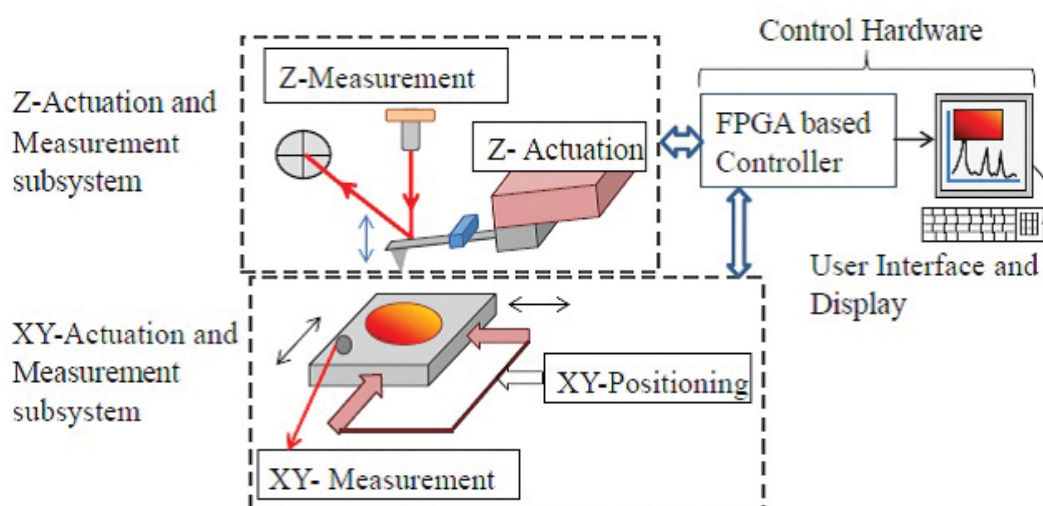 Control Hardware
Z-Actuation and
Measurement
subsystem
Z-Measurement
Z- Actuation
FPGA based
Controller
User Interface and
Display
XY-Actuation and
Measurement
subsystem
XY-Positioning
XY- Measurement